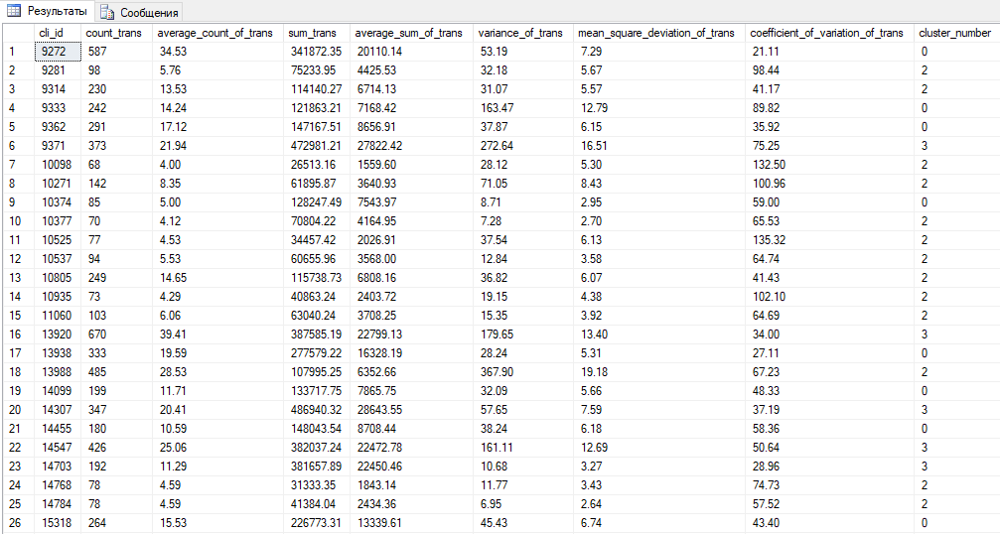 Результаты Сообщения
cli_id count_trans average_count_of_trans sum_trans average_sum_of_trans variance_of_trans mean_square_deviation_of_trans coefficient_of_variation_of_trans cluster_number
1 9272 587 34.53 341872.35 20110.14 53.19 7.29 21.11 0
2 9281 98 5.76 75233.95 4425.53 32.18 5.67 98.44 2
3 9314 230 13.53 114140.27 6714.13 31.07 5.57 41.17 2
4 9333 242 14.24 121863.21 7168.42 163.47 12.79 89.82 0
5 9362 291 17.12 147167.51 8656.91 37.87 6.15 35.92 0
6 9371 373 21.94 472981.21 27822.42 272.64 16.51 75.25 3
7 10098 68 4.00 26513.16 1559.60 28.12 5.30 132.50 2
8 10271 142 8.35 61895.87 3640.93 71.05 8.43 100.96 2
9 10374 85 5.00 128247.49 7543.97 8.71 2.95 59.00 0
10 10377 70 4.12 70804.22 4164.95 7.28 2.70 65.53 2
11 10525 77 4.53 34457.42 2026.91 37.54 6.13 135.32 2
12 10537 94 5.53 60655.96 3568.00 12.84 3.58 64.74 2
13 10805 249 14.65 115738.73 6808.16 36.82 6.07 41.43 2
14 10935 73 4.29 40863.24 2403.72 19.15 4.38 102.10 2
15 11060 103 6.06 63040.24 3708.25 15.35 3.92 64.69 2
16 13920 670 39.41 387585.19 22799.13 179.65 13.40 34.00 3
17 13938 333 19.59 277579.22 16328.19 28.24 5.31 27.11 0
18 13988 485 28.53 107995.25 6352.66 367.90 19.18 67.23 2
19 14099 199 11.71 133717.75 7865.75 32.09 5.66 48.33 0
20 14307 347 20.41 486940.32 28643.55 57.65 7.59 37.19 3
21 14455 180 10.59 148043.54 8708.44 38.24 6.18 58.36 0
22 14547 426 25.06 382037.24 22472.78 161.11 12.69 50.64 3
23 14703 192 11.29 381657.89 22450.46 10.68 3.27 28.96 3
24 14768 78 4.59 31333.35 1843.14 11.77 3.43 74.73 2
25 14784 78 4.59 41384.04 2434.36 6.95 2.64 57.52 2
26 15318 264 15.53 226773.31 13339.61 45.43 6.74 43.40 0